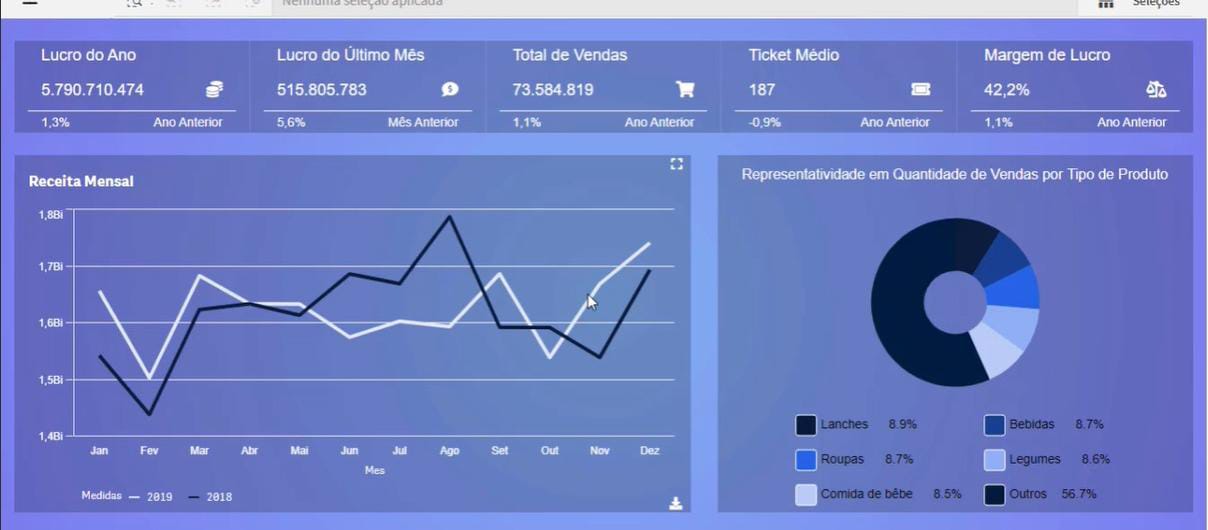 Nenhuma seleção aplicada
Seleções
Lucro do Ano
5.790.710.474
1,3% Ano Anterior
Lucro do Último Mês
515.805.783
5,6% Mês Anterior
Total de Vendas
73.584.819
1,1% Ano Anterior
Ticket Médio
187
-0,9% Ano Anterior
Margem de Lucro
42,2%
1,1% Ano Anterior
Receita Mensal
1,8Bi
1,7Bi
1,6Bi
1,5Bi
1,4Bi
Jan Fev Mar Abr Mai Jun Jul Ago Set Out Nov Dez
Mes
Medidas 2019 2018
Representatividade em Quantidade de Vendas por Tipo de Produto
Lanches 8.9% Bebidas 8.7%
Roupas 8.7% Legumes 8.6%
Comida de bêbe 8.5% Outros 56.7%